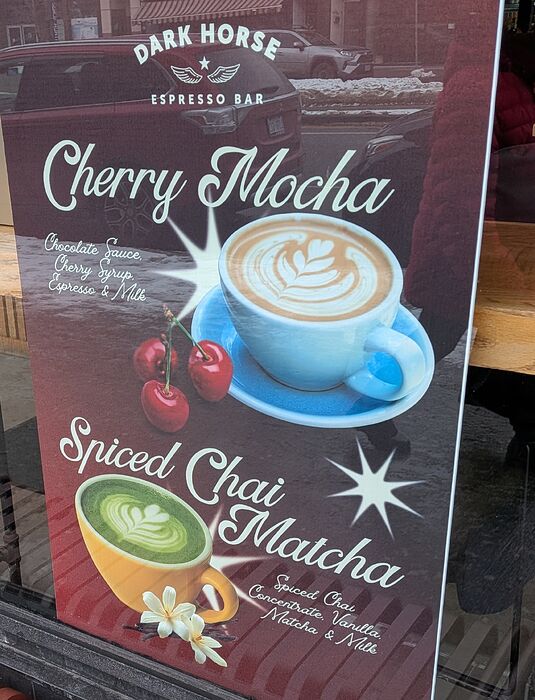 DARK HORSE
ESPRESSO BAR
Cherry Mocha
Chocolate Sauce,
Cherry Syrup,
Espresso & Milk
Spiced Chai
Matcha
Spiced Chai
Concentrate, Vanilla,
Matcha & Milk